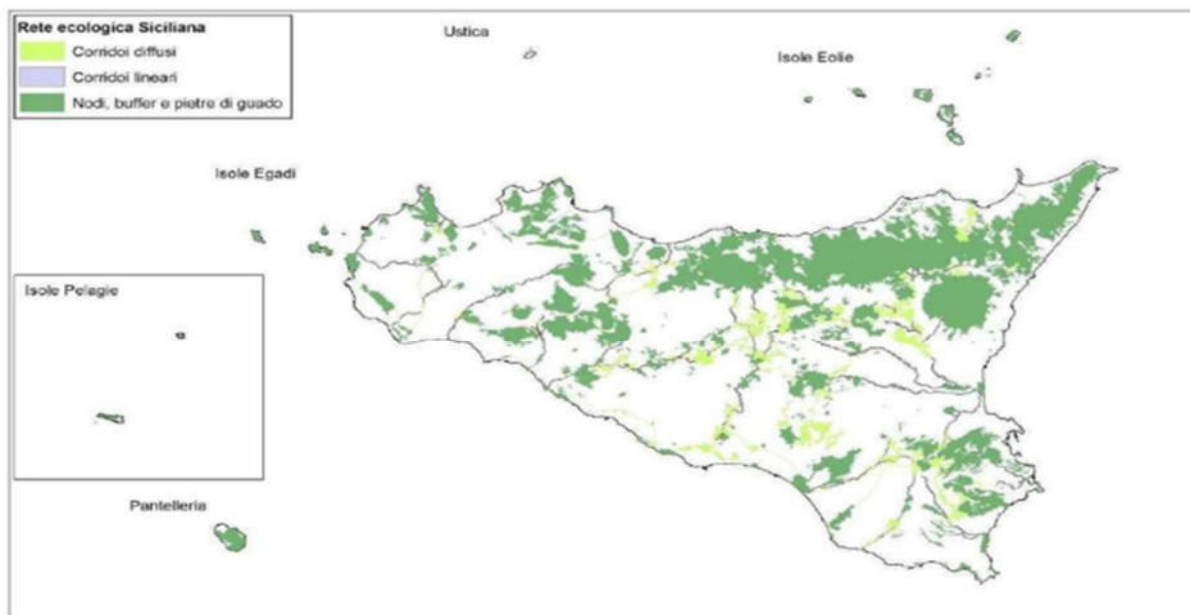 Rete ecologica Siciliana
Corridoi diffusi
Corridoi lineari
Nodi, buffer e pietre di guado
Ustica
Isole Eolie
Isole Egadi
Isole Pelagie
Pantelleria